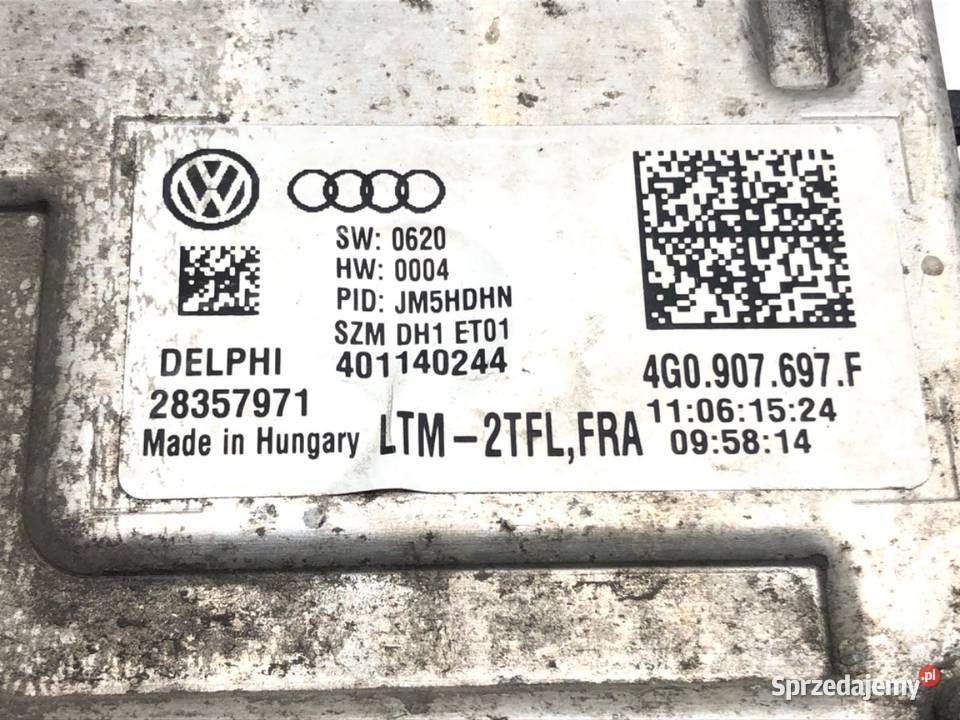 SW: 0620
HW: 0004
PID: JM5HDHN
SZM DH1 ET01
401140244
DELPHI
28357971
Made in Hungary
LTM-2TFL,FRA
4G0.907.697.F
11:06:15:24
09:58:14
Sprzedajemy.pl